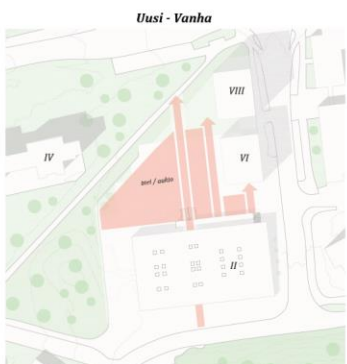 Uusi - Vanha
VIII
IV
VI
tori / aukio
II